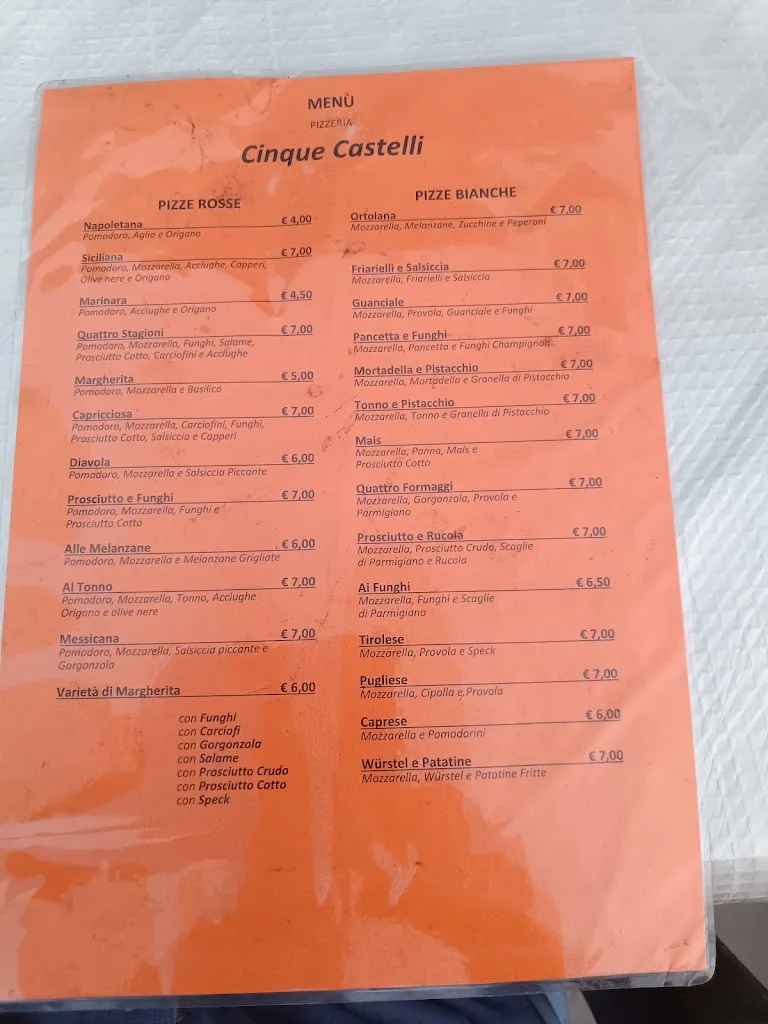 MENÙ
PIZZERIA
Cinque Castelli
PIZZE ROSSE
Napoletana € 4,00
Pomodoro, Aglio e Origano
Siciliana € 7,00
Pomodoro, Mozzarella, Acciughe, Capperi,
Olive nere e Origano
Marinara € 4,50
Pomodoro, Acciughe e Origano
Quattro Stagioni € 7,00
Pomodoro, Mozzarella, Funghi, Salame,
Prosciutto Cotto, Carciofini e Acciughe
Margherita € 5,00
Pomodoro, Mozzarella e Basilico
Capricciosa € 7,00
Pomodoro, Mozzarella, Carciofini, Funghi,
Prosciutto Cotto, Salsiccia e Capperi
Diavola € 6,00
Pomodoro, Mozzarella e Salsiccia Piccante
Prosciutto e Funghi € 7,00
Pomodoro, Mozzarella, Funghi e
Prosciutto Cotto
Alle Melanzane € 6,00
Pomodoro, Mozzarella e Melanzane Grigliate
Al Tonno € 7,00
Pomodoro, Mozzarella, Tonno, Acciughe
Origano e olive nere
Messicana € 7,00
Pomodoro, Mozzarella, Salsiccia piccante e
Gorgonzola
Varietà di Margherita € 6,00
con Funghi
con Carciofi
con Gorgonzola
con Salame
con Prosciutto Crudo
con Prosciutto Cotto
con Speck
PIZZE BIANCHE
Ortolana € 7,00
Mozzarella, Melanzane, Zucchine e Peperoni
Friarielli e Salsiccia € 7,00
Mozzarella, Friarielli e Salsiccia
Guanciale € 7,00
Mozzarella, Provola, Guanciale e Funghi
Pancetta e Funghi € 7,00
Mozzarella, Pancetta e Funghi Champignon
Mortadella e Pistacchio € 7,00
Mozzarella, Mortadella e Granella di Pistacchio
Tonno e Pistacchio € 7,00
Mozzarella, Tonno e Granella di Pistacchio
Mais € 7,00
Mozzarella, Panna, Mais e
Prosciutto Cotto
Quattro Formaggi € 7,00
Mozzarella, Gorgonzola, Provola e
Parmigiano
Prosciutto e Rucola € 7,00
Mozzarella, Prosciutto Crudo, Scaglie
di Parmigiano e Rucola
Ai Funghi € 6,50
Mozzarella, Funghi e Scaglie
di Parmigiano
Tirolese € 7,00
Mozzarella, Provola e Speck
Pugliese € 7,00
Mozzarella, Cipolla e Provola
Caprese € 6,00
Mozzarella e Pomodorini
Würstel e Patatine € 7,00
Mozzarella, Würstel e Patatine Fritte